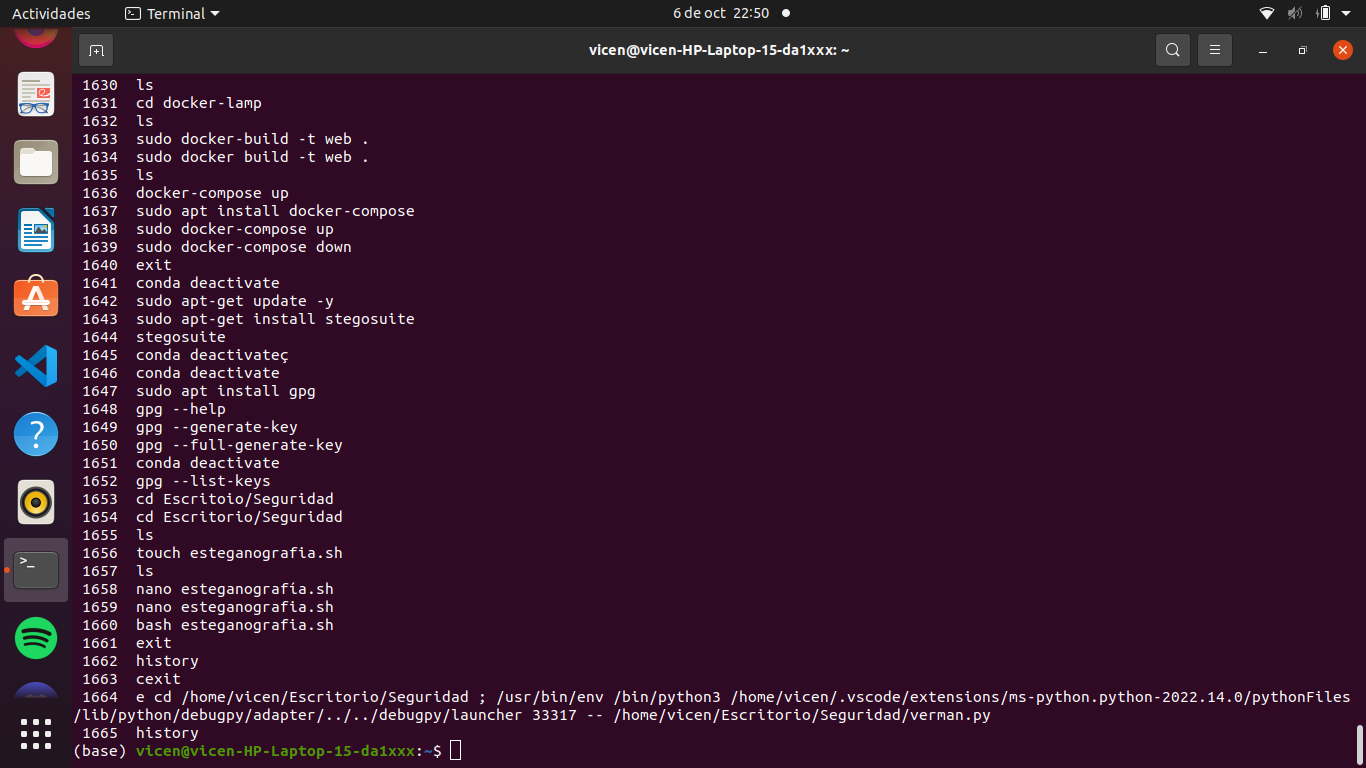 Actividades Terminal 6 de oct 22:50
vicen@vicen-HP-Laptop-15-da1xxx: ~
1630 ls
1631 cd docker-lamp
1632 ls
1633 sudo docker-build -t web .
1634 sudo docker build -t web .
1635 ls
1636 docker-compose up
1637 sudo apt install docker-compose
1638 sudo docker-compose up
1639 sudo docker-compose down
1640 exit
1641 conda deactivate
1642 sudo apt-get update -y
1643 sudo apt-get install stegosuite
1644 stegosuite
1645 conda deactivateç
1646 conda deactivate
1647 sudo apt install gpg
1648 gpg --help
1649 gpg --generate-key
1650 gpg --full-generate-key
1651 conda deactivate
1652 gpg --list-keys
1653 cd Escritoio/Seguridad
1654 cd Escritorio/Seguridad
1655 ls
1656 touch esteganografia.sh
1657 ls
1658 nano esteganografia.sh
1659 nano esteganografia.sh
1660 bash esteganografia.sh
1661 exit
1662 history
1663 cexit
1664 e cd /home/vicen/Escritorio/Seguridad ; /usr/bin/env /bin/python3 /home/vicen/.vscode/extensions/ms-python.python-2022.14.0/pythonFiles
/lib/python/debugpy/adapter/../../debugpy/launcher 33317 -- /home/vicen/Escritorio/Seguridad/verman.py
1665 history
(base) vicen@vicen-HP-Laptop-15-da1xxx:~$